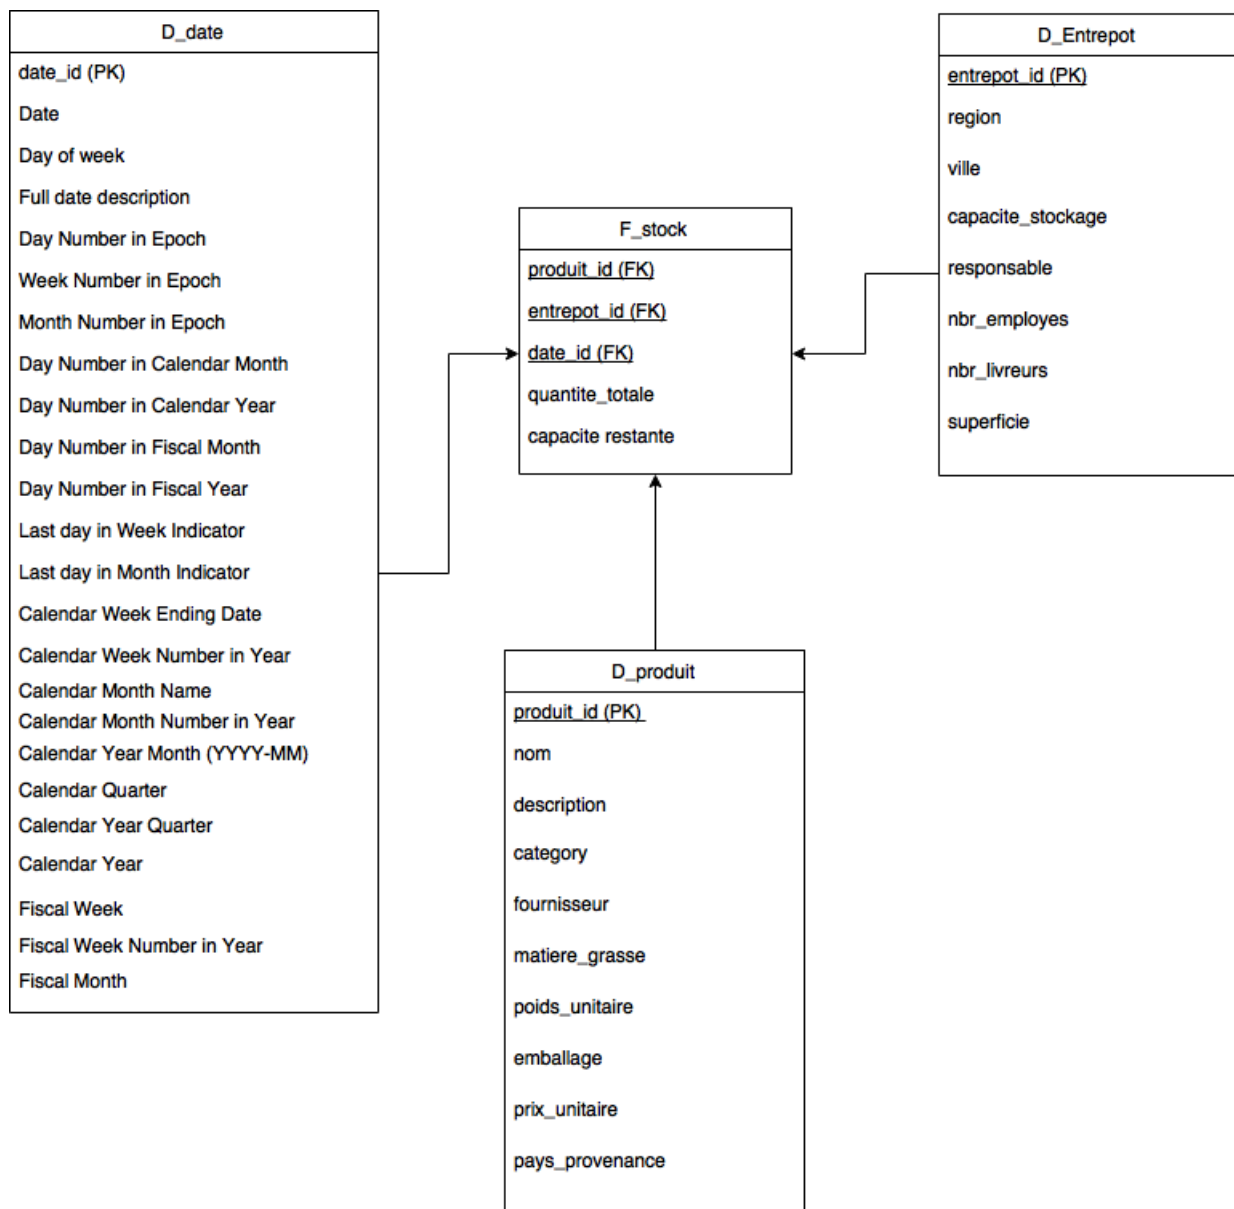 D_date
date_id (PK)
Date
Day of week
Full date description
Day Number in Epoch
Week Number in Epoch
Month Number in Epoch
Day Number in Calendar Month
Day Number in Calendar Year
Day Number in Fiscal Month
Day Number in Fiscal Year
Last day in Week Indicator
Last day in Month Indicator
Calendar Week Ending Date
Calendar Week Number in Year
Calendar Month Name
Calendar Month Number in Year
Calendar Year Month (YYYY-MM)
Calendar Quarter
Calendar Year Quarter
Calendar Year
Fiscal Week
Fiscal Week Number in Year
Fiscal Month
F_stock
produit_id (FK)
entrepot_id (FK)
date_id (FK)
quantite_totale
capacite restante
D_Entrepot
entrepot_id (PK)
region
ville
capacite_stockage
responsable
nbr_employes
nbr_livreurs
superficie
D_produit
produit_id (PK)
nom
description
category
fournisseur
matiere_grasse
poids_unitaire
emballage
prix_unitaire
pays_provenance